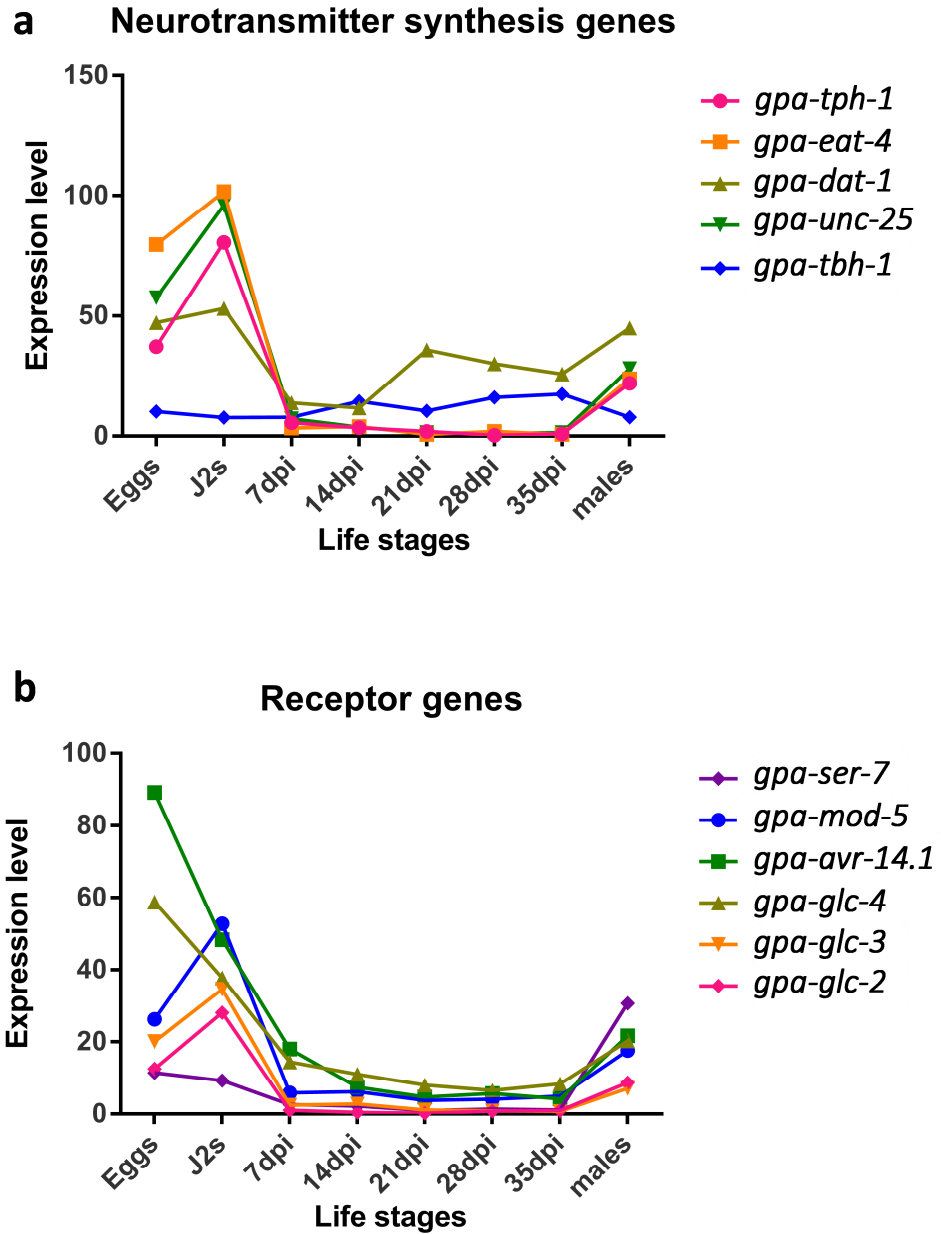 a
Neurotransmitter synthesis genes
150
100
50
0
Expression level
Eggs
J2s
7dpi
14dpi
21dpi
28dpi
35dpi
males
Life stages
gpa-tph-1
gpa-eat-4
gpa-dat-1
gpa-unc-25
gpa-tbh-1
b
Receptor genes
100
80
60
40
20
0
Expression level
Eggs
J2s
7dpi
14dpi
21dpi
28dpi
35dpi
males
Life stages
gpa-ser-7
gpa-mod-5
gpa-avr-14.1
gpa-glc-4
gpa-glc-3
gpa-glc-2